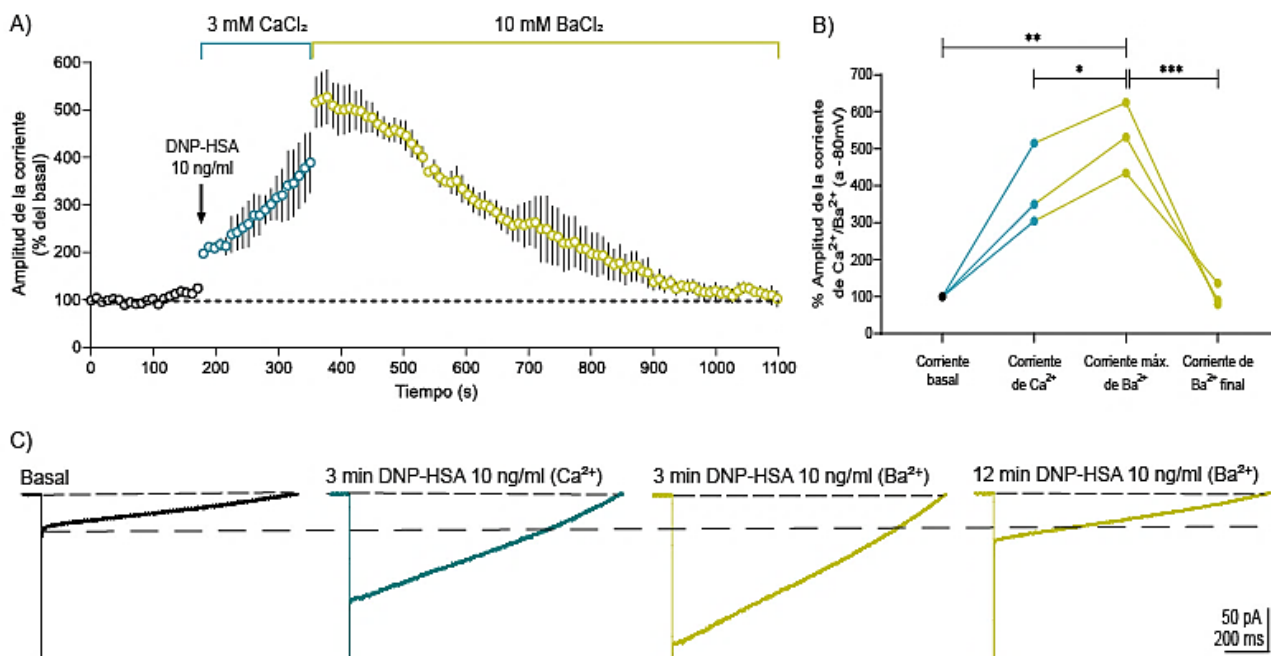 A)
3 mM CaCl₂
10 mM BaCl₂
Amplitud de la corriente
(% del basal)
600
500
400
300
200
100
0
DNP-HSA
10 ng/ml
0
100
200
300
400
500
600
700
800
900
1000
1100
Tiempo (s)
B)
**
*
***
% Amplitud de la corriente
de Ca²⁺/Ba²⁺ (a -80mV)
700
600
500
400
300
200
100
0
Corriente
basal
Corriente
de Ca²⁺
Corriente máx.
de Ba²⁺
Corriente de
Ba²⁺ final
C)
Basal
3 min DNP-HSA 10 ng/ml (Ca²⁺)
3 min DNP-HSA 10 ng/ml (Ba²⁺)
12 min DNP-HSA 10 ng/ml (Ba²⁺)
50 pA
200 ms